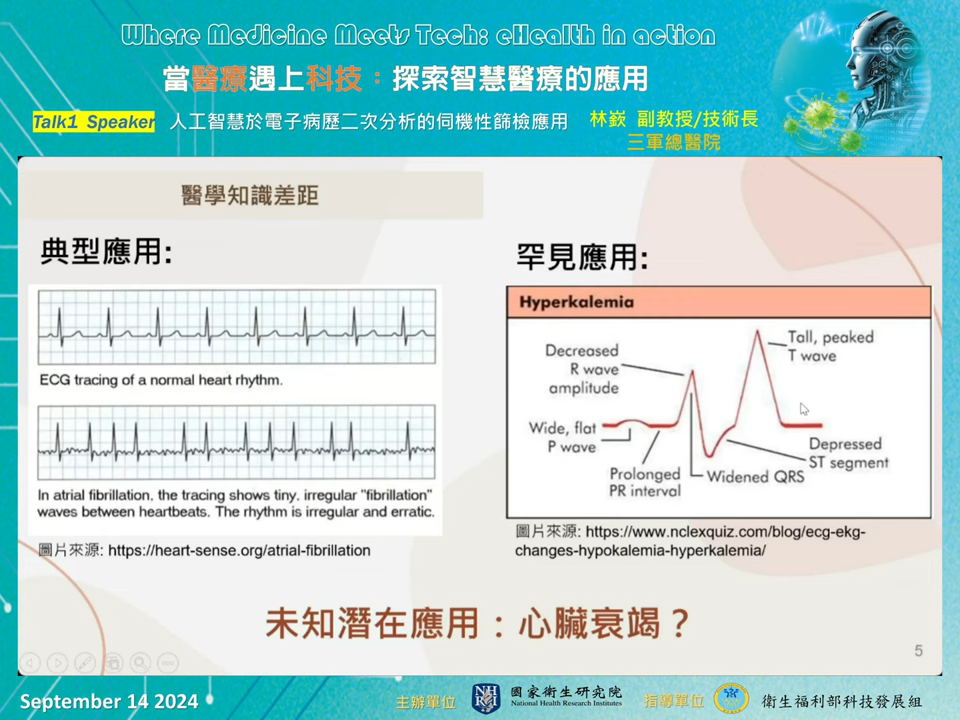 Where Medicine Meets Tech: eHealth in action
當醫療遇上科技：探索智慧醫療的應用
Talk1 Speaker 人工智慧於電子病歷二次分析的伺機性篩檢應用 林嶔 副教授/技術長
三軍總醫院
醫學知識差距
典型應用:
ECG tracing of a normal heart rhythm.
In atrial fibrillation, the tracing shows tiny, irregular "fibrillation"
waves between heartbeats. The rhythm is irregular and erratic.
圖片來源: https://heart-sense.org/atrial-fibrillation
罕見應用:
Hyperkalemia
Decreased
R wave
amplitude
Tall, peaked
T wave
Wide, flat
P wave
Prolonged
PR interval
Widened QRS
Depressed
ST segment
圖片來源: https://www.nclexquiz.com/blog/ecg-ekg-
changes-hypokalemia-hyperkalemia/
未知潛在應用：心臟衰竭？
5
September 14 2024
主辦單位
NHRI
國家衛生研究院
National Health Research Institutes
指導單位
衛生福利部科技發展組